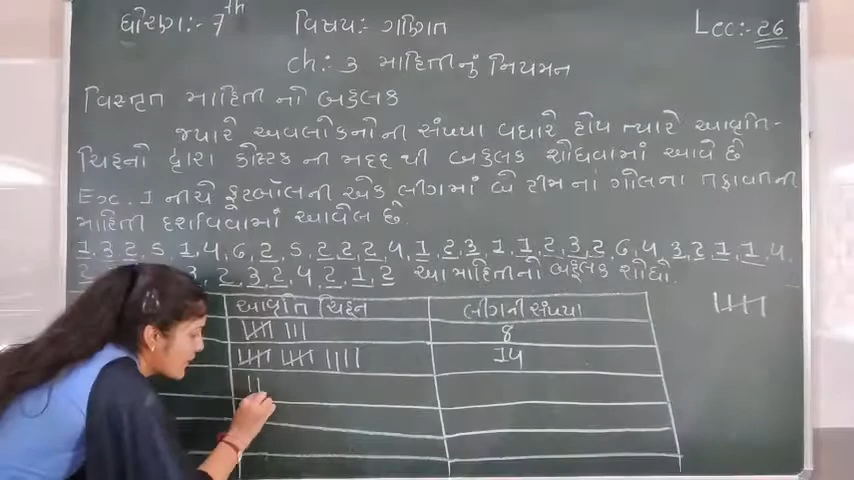 ધોરણ:- 7th વિષય:- ગણિત Lec:- 26
ch: 3 માહિતીનું નિયમન
વિસ્તૃત માહિતી નો બહુલક
જ્યારે અવલોકનો ની સંખ્યા વધારે હોય ત્યારે આવૃત્તિ-
ચિહ્નો દ્વારા કોષ્ટક ની મદદ થી બહુલક શોધવામાં આવે છે
Ex. 1 નીચે ફૂટબૉલની એક લીગમાં બે ટીમ નાં ગોલના તફાવતની
માહિતી દર્શાવવામાં આવેલ છે.
1, 3, 2, 5, 1, 4, 6, 2, 5, 2, 2, 2, 4, 1, 2, 3, 1, 1, 2, 3, 2, 6, 4, 3, 2, 1, 1, 4,
2, 3, 2, 3, 2, 4, 2, 1, 2 આ માહિતીનો બહુલક શોધો.
આવૃત્તિ ચિહ્ન લીગની સંખ્યા
8
14